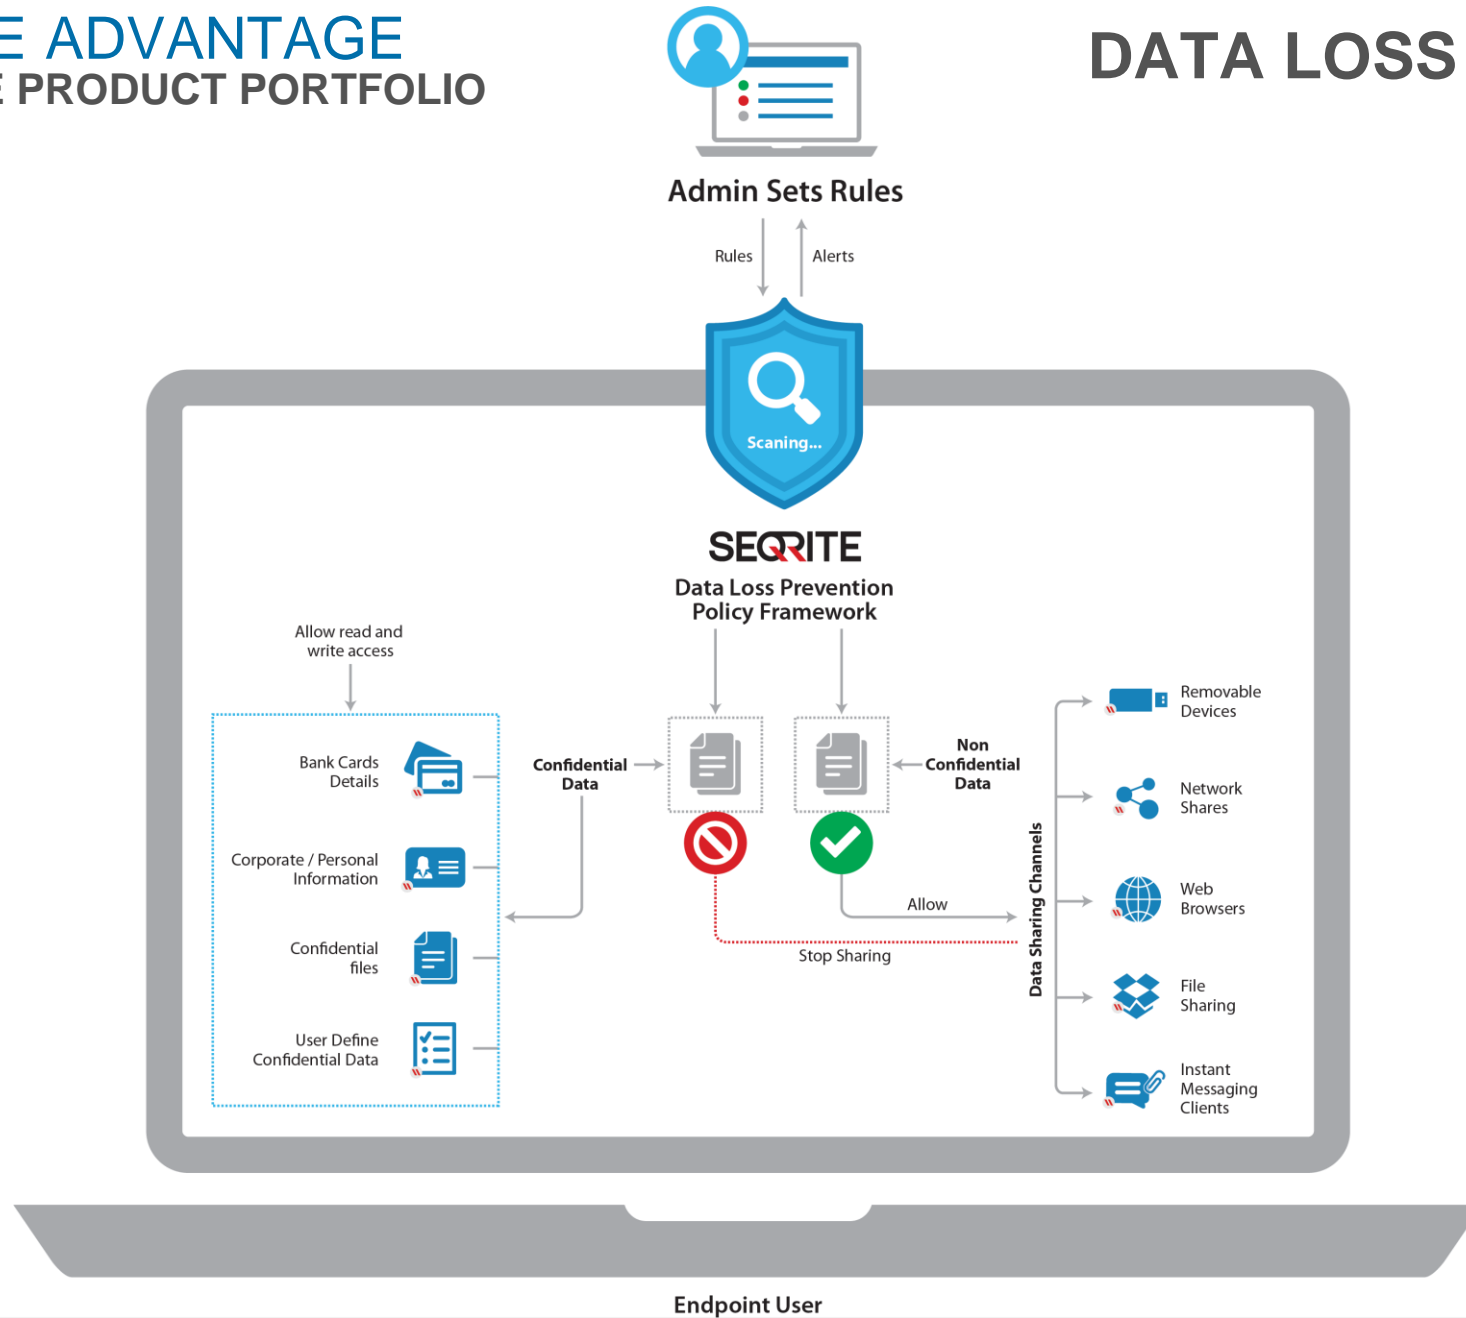 E ADVANTAGE
E PRODUCT PORTFOLIO
DATA LOSS
Admin Sets Rules
Rules
Alerts
Scaning...
SEQRITE
Data Loss Prevention
Policy Framework
Allow read and
write access
Bank Cards
Details
Corporate / Personal
Information
Confidential
files
User Define
Confidential Data
Confidential
Data
Non
Confidential
Data
Allow
Stop Sharing
Data Sharing Channels
Removable
Devices
Network
Shares
Web
Browsers
File
Sharing
Instant
Messaging
Clients
Endpoint User